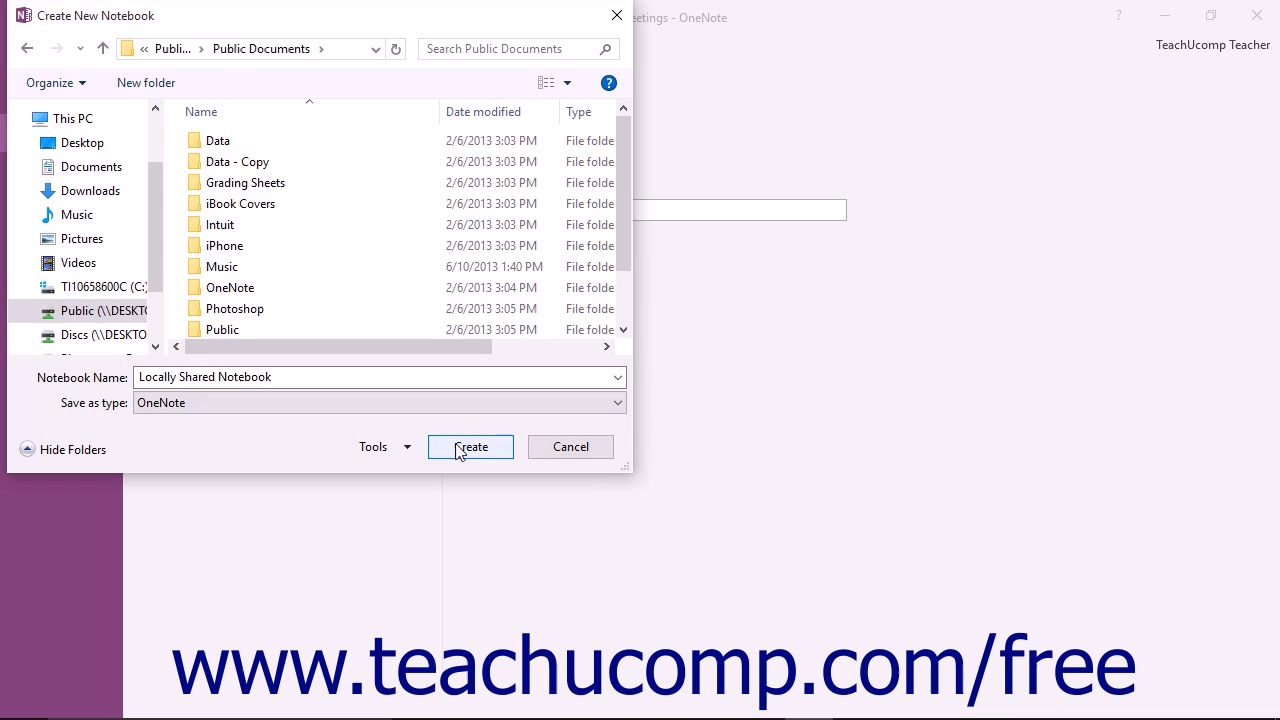 Create New Notebook
eetings - OneNote
?
TeachUcomp Teacher
« Publi... > Public Documents >
Search Public Documents
Organize
New folder
?
This PC
Desktop
Documents
Downloads
Music
Pictures
Videos
TI10658600C (C:)
Public (\\DESKTO
Discs (\\DESKTO
Name Date modified Type
Data 2/6/2013 3:03 PM File folde
Data - Copy 2/6/2013 3:03 PM File folde
Grading Sheets 2/6/2013 3:03 PM File folde
iBook Covers 2/6/2013 3:03 PM File folde
Intuit 2/6/2013 3:03 PM File folde
iPhone 2/6/2013 3:03 PM File folde
Music 6/10/2013 1:40 PM File folde
OneNote 2/6/2013 3:04 PM File folde
Photoshop 2/6/2013 3:05 PM File folde
Public 2/6/2013 3:05 PM File folde
Notebook Name: Locally Shared Notebook
Save as type: OneNote
Hide Folders
Tools
Create
Cancel
www.teachucomp.com/free